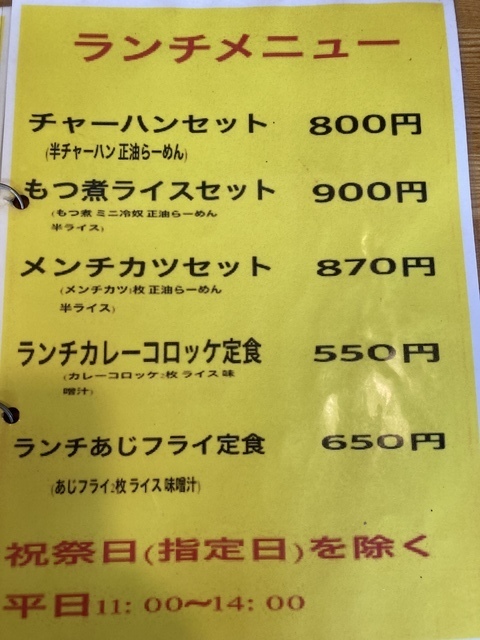 ランチメニュー
チャーハンセット 800円
(半チャーハン 正油らーめん)
もつ煮ライスセット 900円
(もつ煮 ミニ冷奴 正油らーめん
半ライス)
メンチカツセット 870円
(メンチカツ1枚 正油らーめん
半ライス)
ランチカレーコロッケ定食 550円
(カレーコロッケ2枚 ライス 味
噌汁)
ランチあじフライ定食 650円
(あじフライ2枚 ライス 味噌汁)
祝祭日(指定日)を除く
平日11:00～14:00